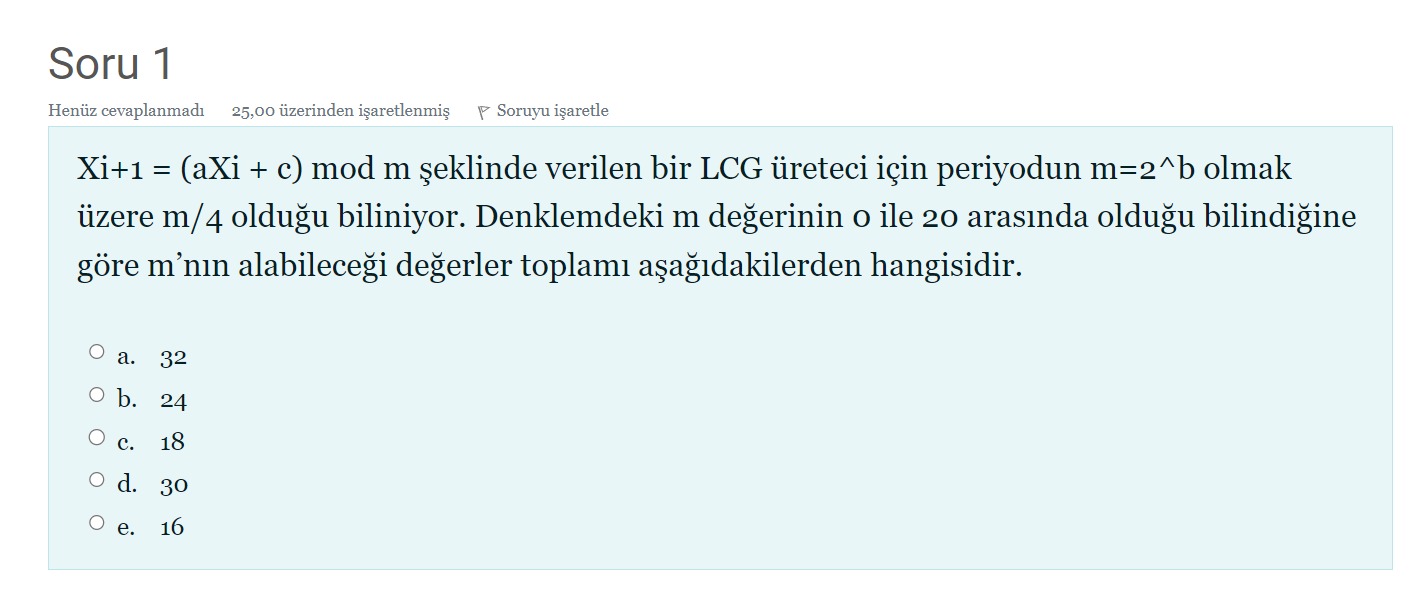 Soru 1
Henüz cevaplanmadı 25,00 üzerinden işaretlenmiş Soruyu işaretle
Xi+1 = (aXi + c) mod m şeklinde verilen bir LCG üreteci için periyodun m=2^b olmak
üzere m/4 olduğu biliniyor. Denklemdeki m değerinin 0 ile 20 arasında olduğu bilindiğine
göre m’nın alabileceği değerler toplamı aşağıdakilerden hangisidir.
a. 32
b. 24
c. 18
d. 30
e. 16